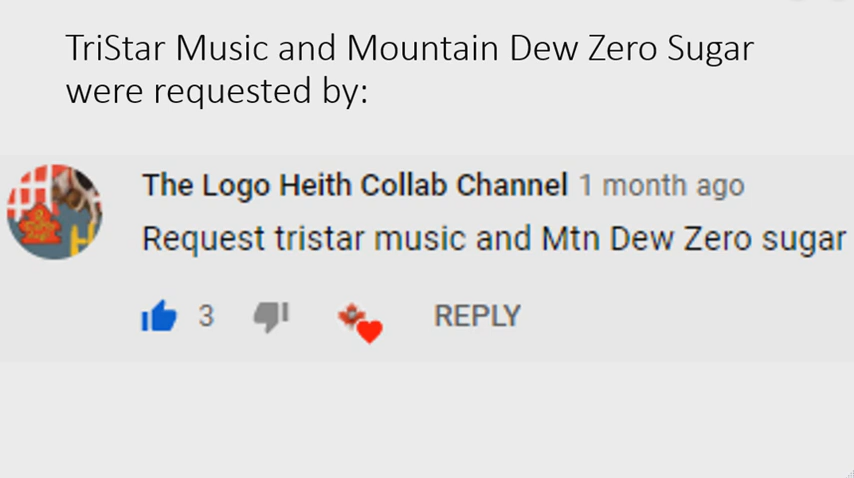 TriStar Music and Mountain Dew Zero Sugar
were requested by:
The Logo Heith Collab Channel 1 month ago
Request tristar music and Mtn Dew Zero sugar
3 REPLY